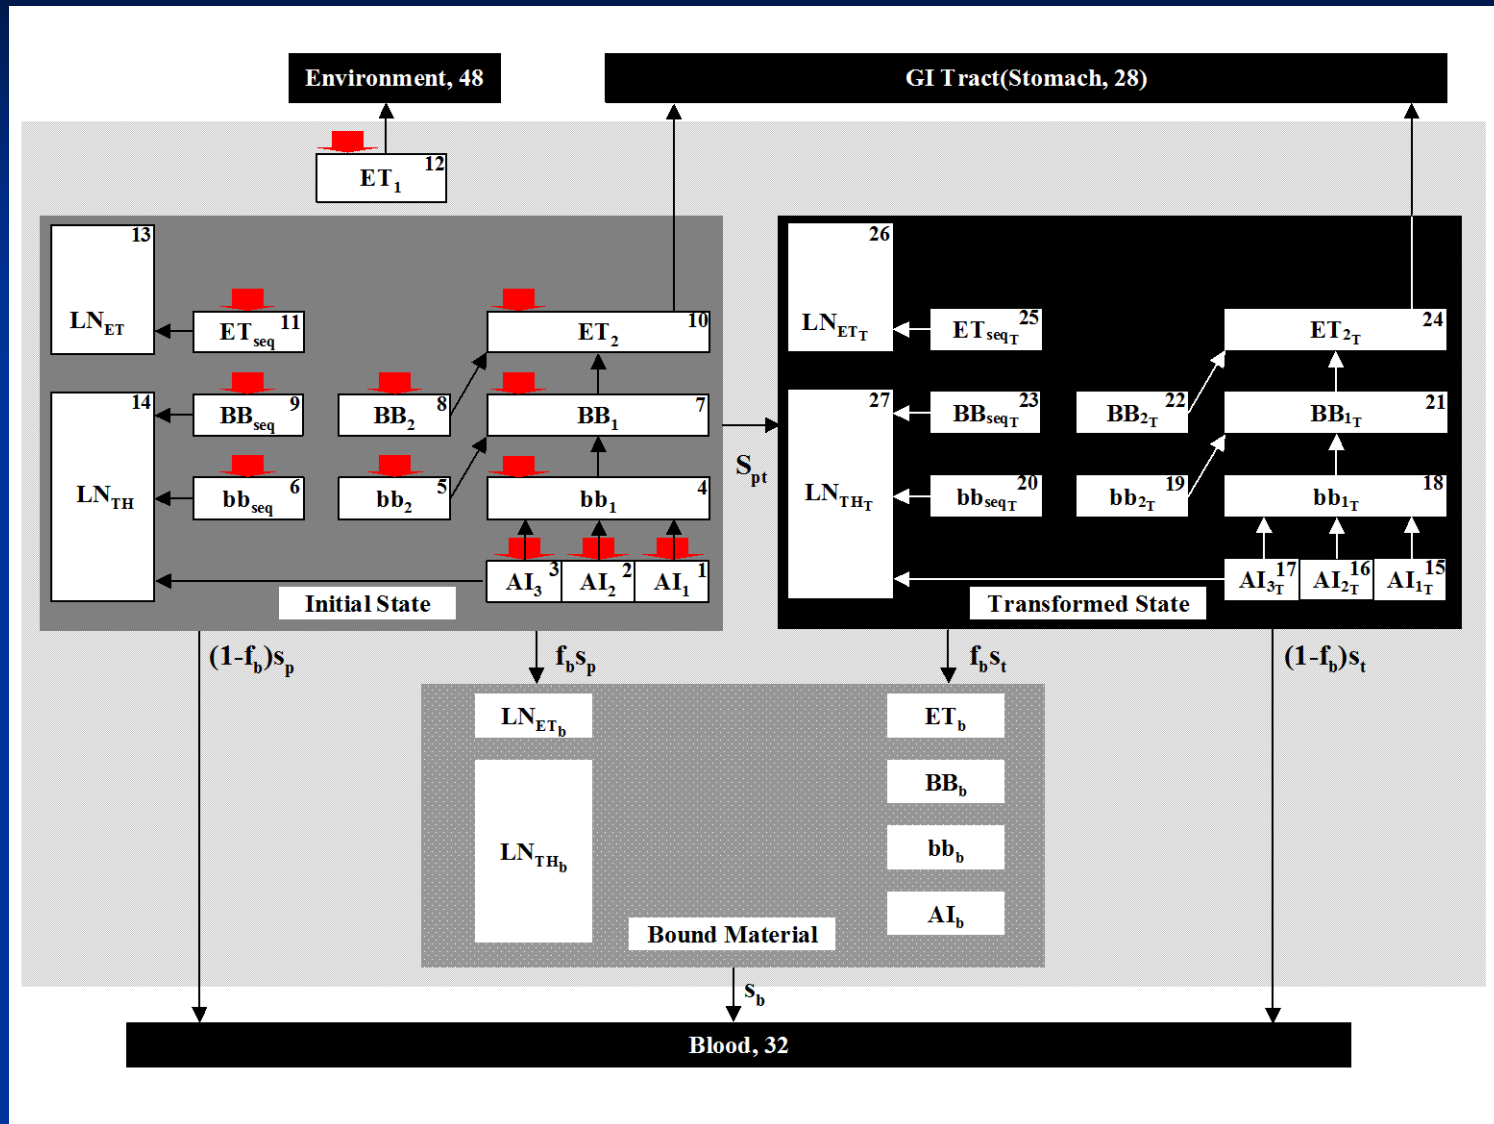 Environment, 48
GI Tract(Stomach, 28)
12
ET1
13
LNET
11
ETseq
10
ET2
14
LNTH
9
BBseq
8
BB2
7
BB1
6
bbseq
5
bb2
4
bb1
3
AI3
2
AI2
1
AI1
Initial State
Spt
26
LNETT
25
ETseqT
24
ET2T
27
LNTHT
23
BBseqT
22
BB2T
21
BB1T
20
bbseqT
19
bb2T
18
bb1T
17
AI3T
16
AI2T
15
AI1T
Transformed State
(1-fb)sp
fbsp
fbst
(1-fb)st
LNETb
ETb
BBb
LNTHb
bbb
AIb
Bound Material
sb
Blood, 32